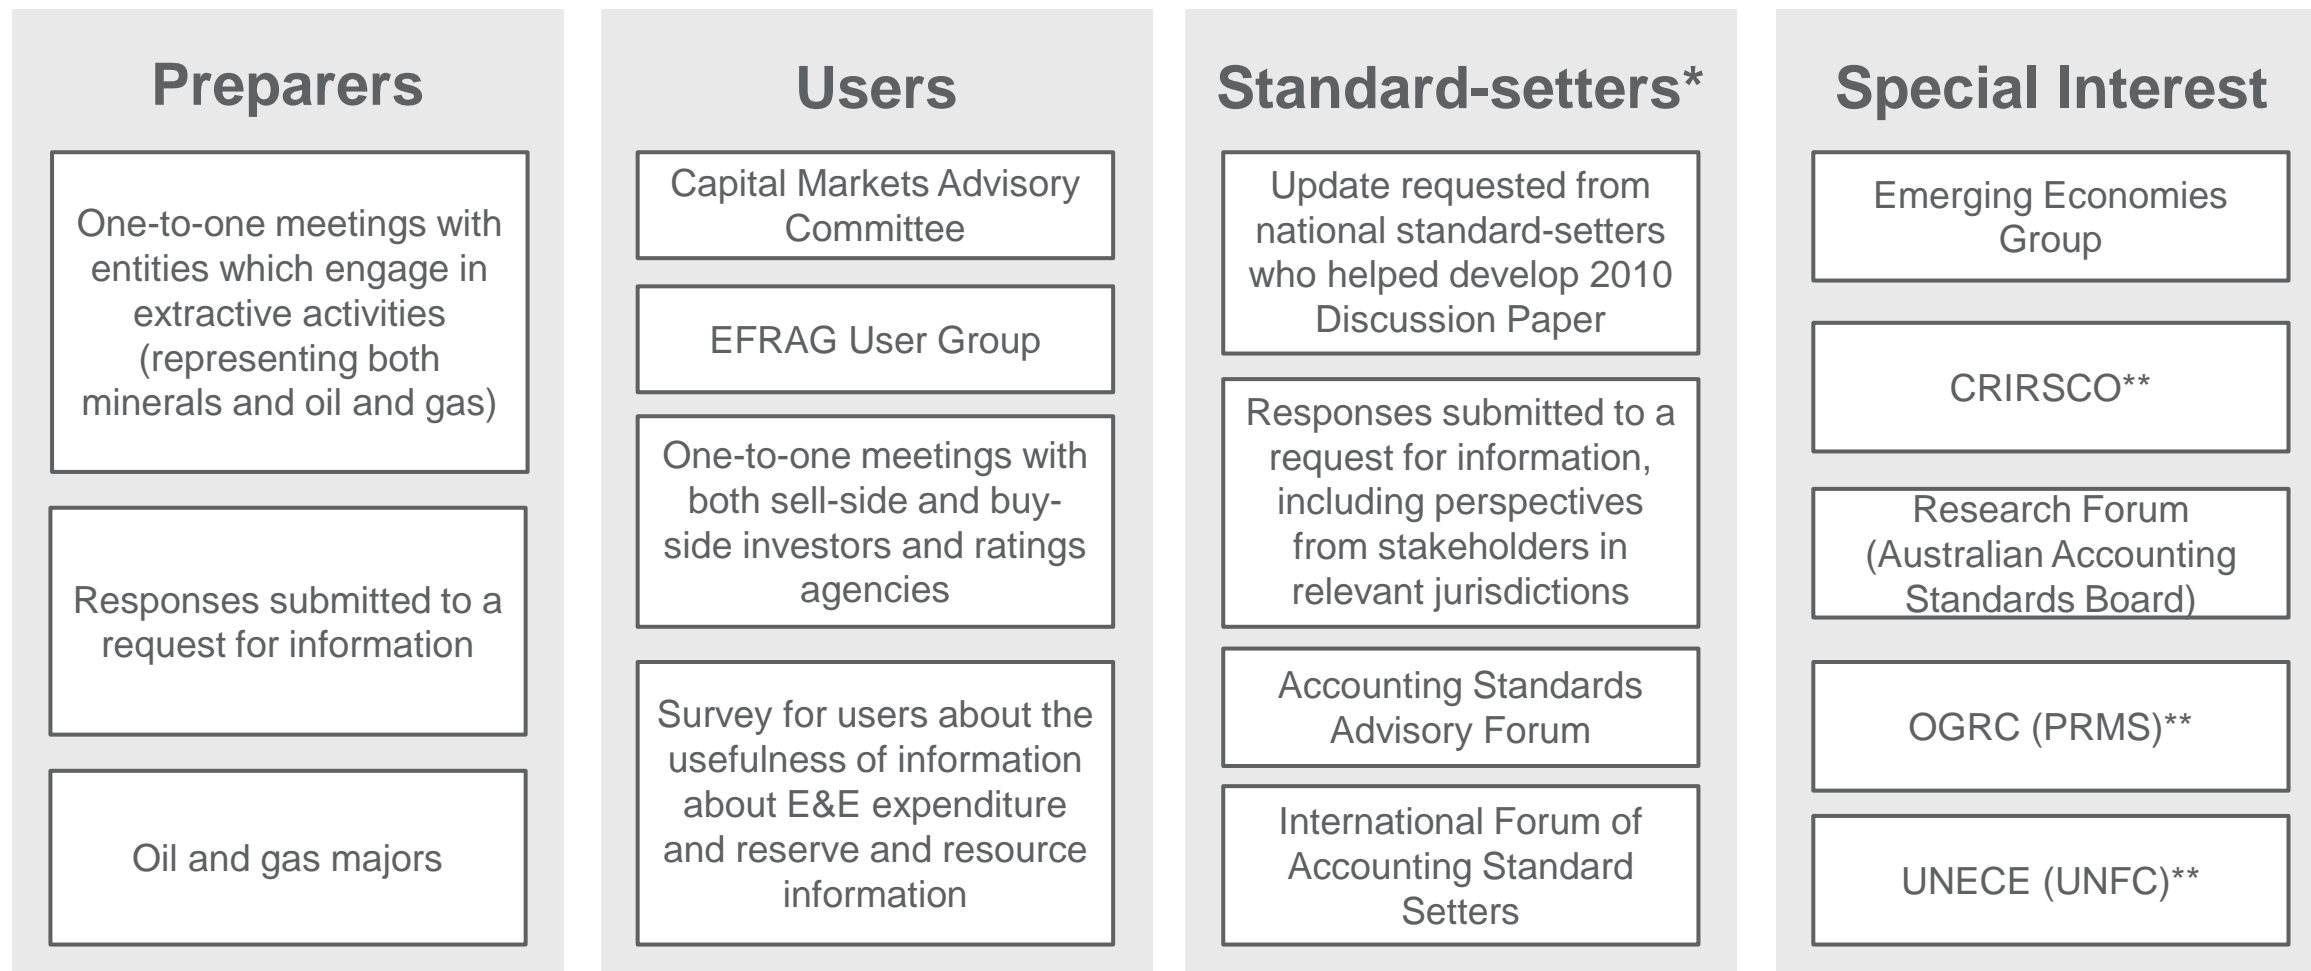 Preparers
One-to-one meetings with
entities which engage in
extractive activities
(representing both
minerals and oil and gas)
Responses submitted to a
request for information
Oil and gas majors
Users
Capital Markets Advisory
Committee
EFRAG User Group
One-to-one meetings with
both sell-side and buy-
side investors and ratings
agencies
Survey for users about the
usefulness of information
about E&E expenditure
and reserve and resource
information
Standard-setters*
Update requested from
national standard-setters
who helped develop 2010
Discussion Paper
Responses submitted to a
request for information,
including perspectives
from stakeholders in
relevant jurisdictions
Accounting Standards
Advisory Forum
International Forum of
Accounting Standard
Setters
Special Interest
Emerging Economies
Group
CRIRSCO**
Research Forum
(Australian Accounting
Standards Board)
OGRC (PRMS)**
UNECE (UNFC)**